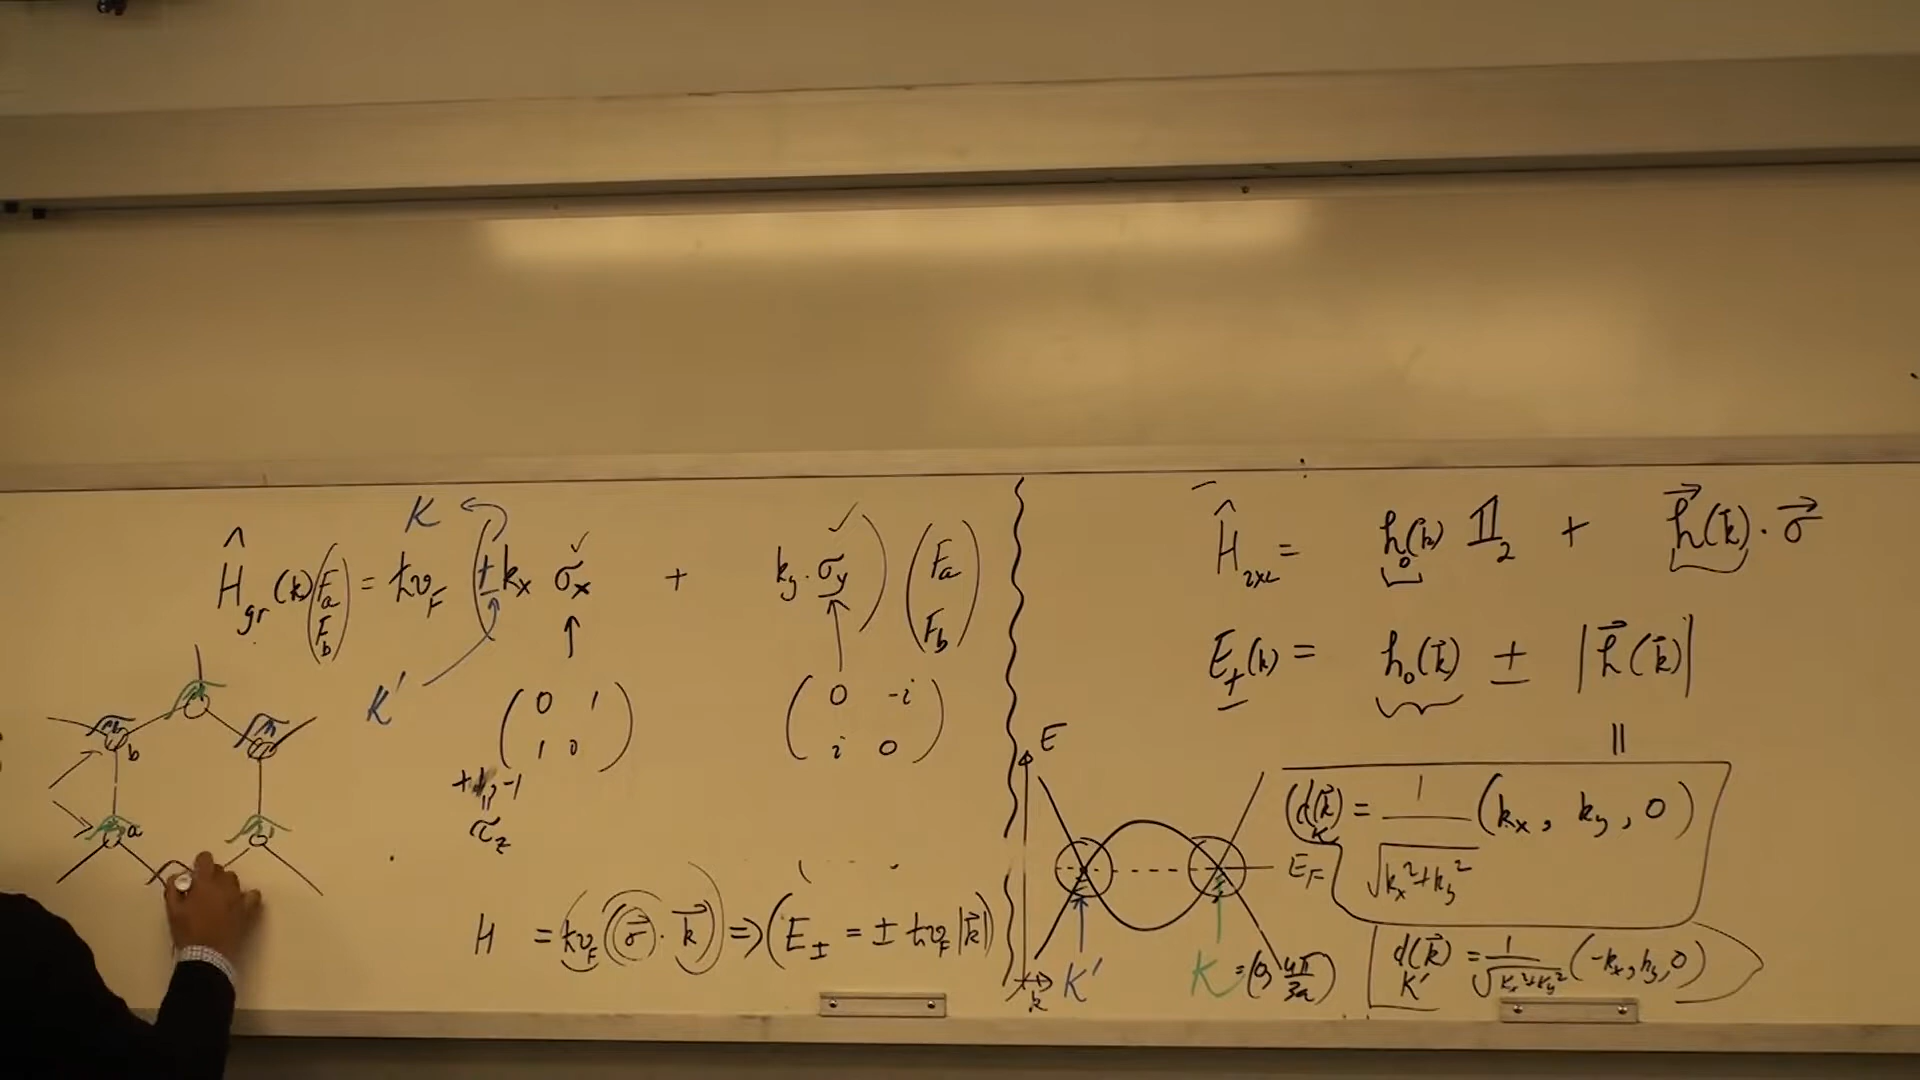 K
Ĥ_gr(k) (F_a F_b) = ħv_F (±k_x σ_x + k_y · σ_y) (F_a F_b)
K'
(0 1
1 0)
(0 -i
i 0)
+1, -1
τ_z
b
a
H = ħv_F (σ⃗ · k⃗) ⇒ (E_± = ± ħv_F |k⃗|)
Ĥ_2x2 = h_0(k⃗) 𝟙_2 + h⃗(k⃗) · σ⃗
E_±(k) = h_0(k⃗) ± |h⃗(k⃗)|
E
E_F
k
K'
K = (0, 4π/3a)
d(k⃗)_K = 1/√(k_x²+k_y²) (k_x, k_y, 0)
d(k⃗)_K' = 1/√(k_x²+k_y²) (-k_x, k_y, 0)